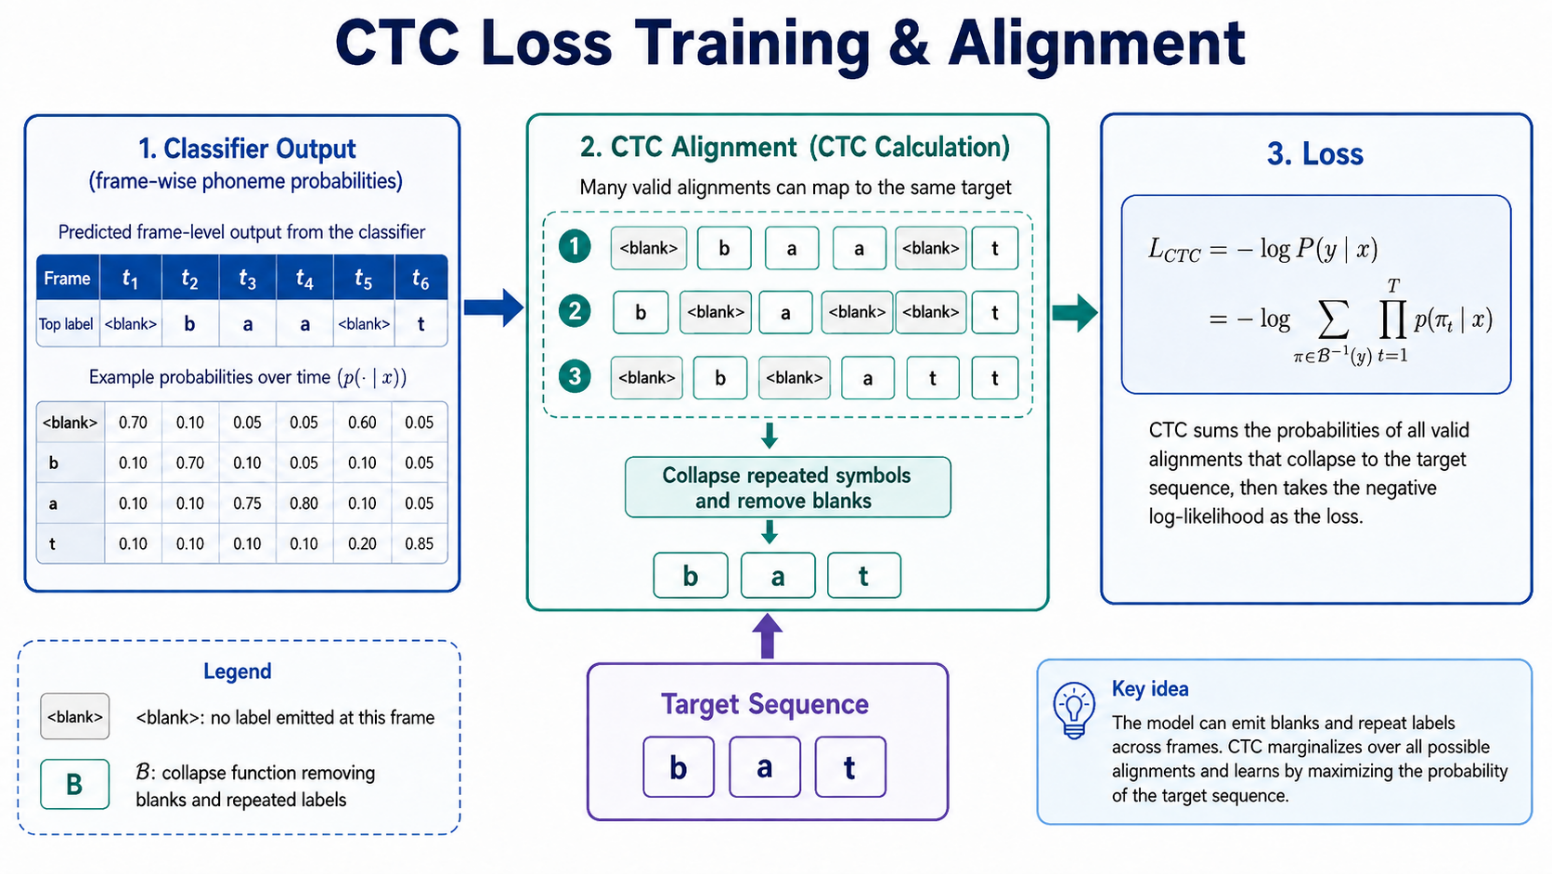 CTC Loss Training & Alignment
1. Classifier Output
(frame-wise phoneme probabilities)
Predicted frame-level output from the classifier
Frame t₁ t₂ t₃ t₄ t₅ t₆
Top label <blank> b a a <blank> t
Example probabilities over time (p(· | x))
<blank> 0.70 0.10 0.05 0.05 0.60 0.05
b 0.10 0.70 0.10 0.05 0.10 0.05
a 0.10 0.10 0.75 0.80 0.10 0.05
t 0.10 0.10 0.10 0.10 0.20 0.85
2. CTC Alignment (CTC Calculation)
Many valid alignments can map to the same target
1 <blank> b a a <blank> t
2 b <blank> a <blank> <blank> t
3 <blank> b <blank> a t t
Collapse repeated symbols
and remove blanks
b a t
3. Loss
L_CTC = − log P(y | x)
= − log ∑_{π∈ℬ⁻¹(y)} ∏_{t=1}^{T} p(π_t | x)
CTC sums the probabilities of all valid
alignments that collapse to the target
sequence, then takes the negative
log-likelihood as the loss.
Legend
<blank> <blank>: no label emitted at this frame
B ℬ: collapse function removing
blanks and repeated labels
Target Sequence
b a t
Key idea
The model can emit blanks and repeat labels
across frames. CTC marginalizes over all possible
alignments and learns by maximizing the probability
of the target sequence.